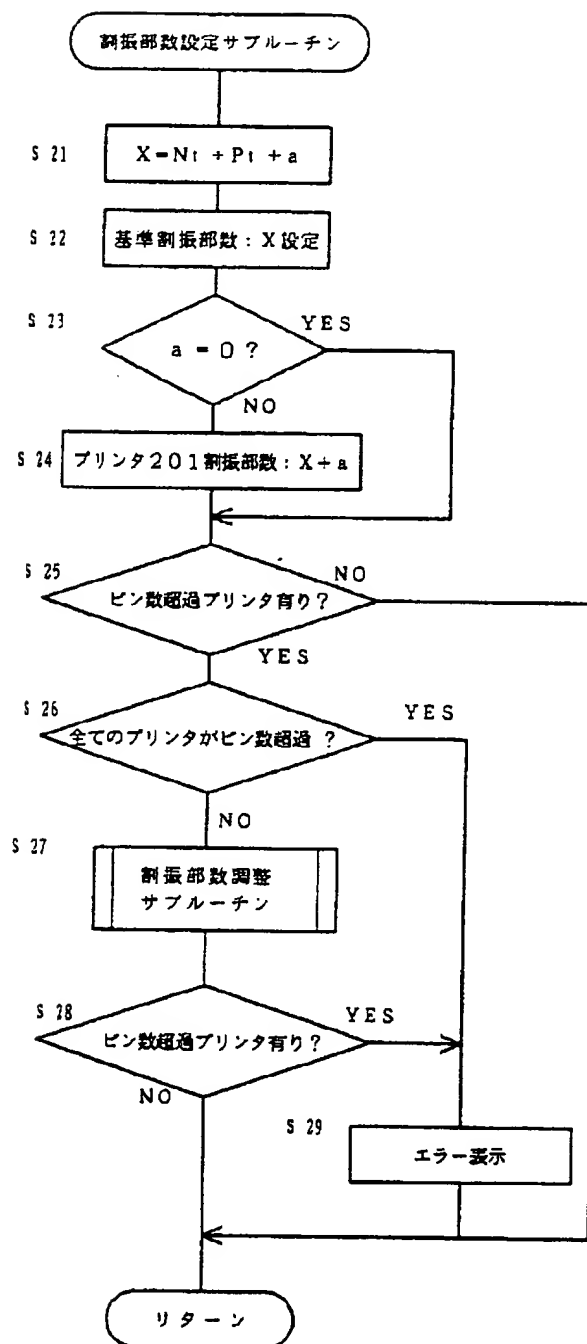 割振部数設定サブルーチン
S 21
X=Nt÷Pt+a
S 22
基準割振部数：X設定
S 23
YES
a = 0 ?
NO
S 24
プリンタ201割振部数：X+a
S 25
NO
ビン数超過プリンタ有り？
YES
S 26
YES
全てのプリンタがビン数超過 ？
NO
S 27
割振部数調整
サブルーチン
S 28
YES
ビン数超過プリンタ有り？
NO
S 29
エラー表示
リターン